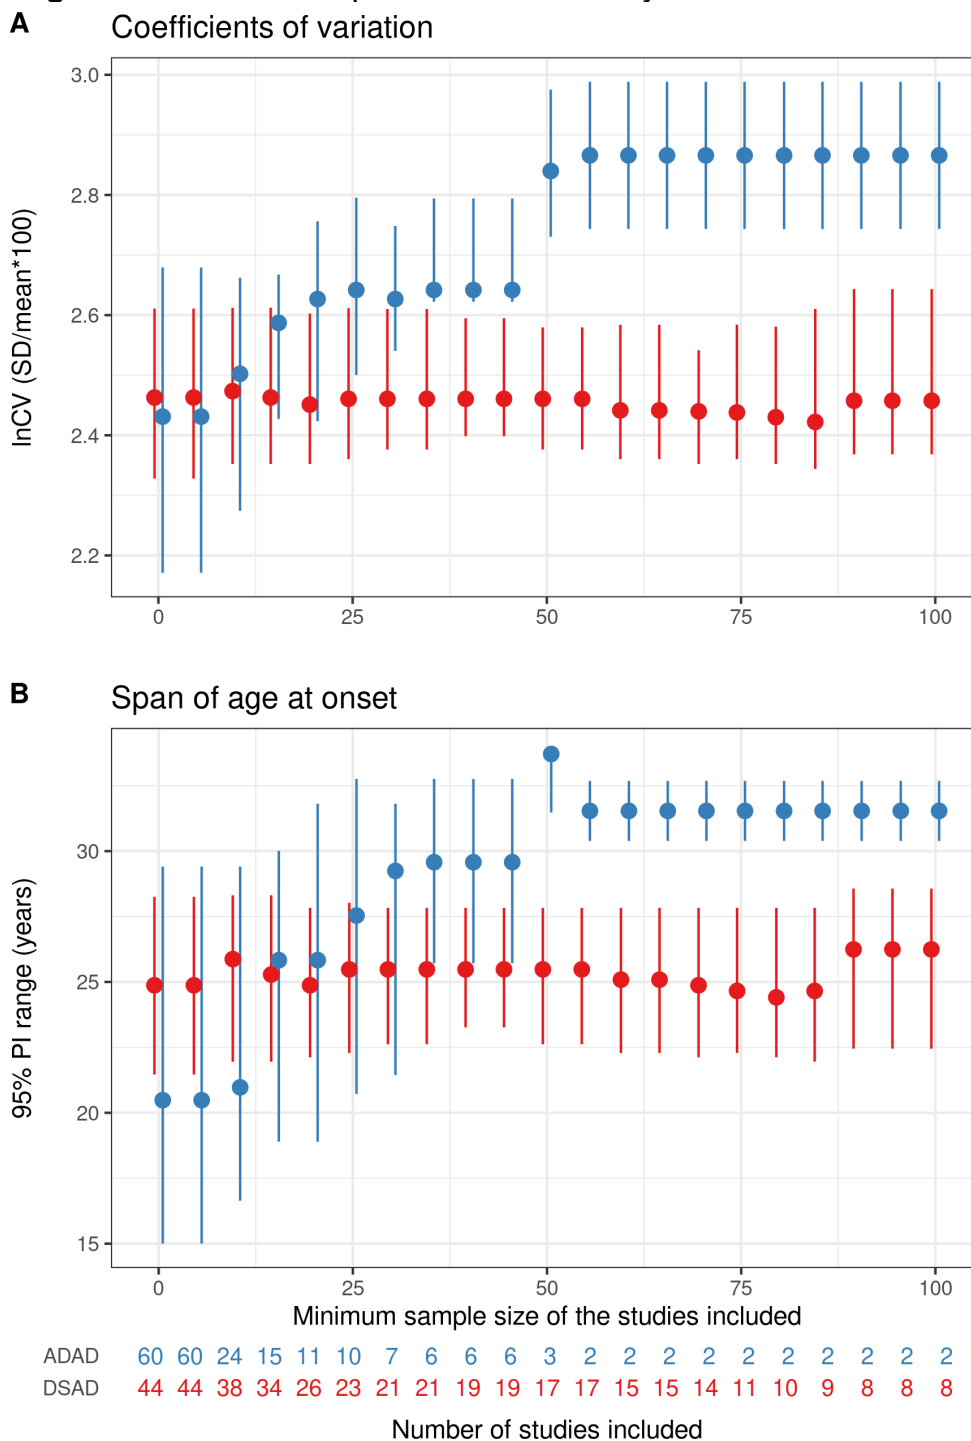 A
Coefficients of variation
3.0
2.8
2.6
2.4
2.2
lnCV (SD/mean*100)
0 25 50 75 100
B
Span of age at onset
30
25
20
15
95% PI range (years)
0 25 50 75 100
Minimum sample size of the studies included
ADAD 60 60 24 15 11 10 7 6 6 6 3 2 2 2 2 2 2 2 2 2 2
DSAD 44 44 38 34 26 23 21 21 19 19 17 17 15 15 14 11 10 9 8 8 8
Number of studies included